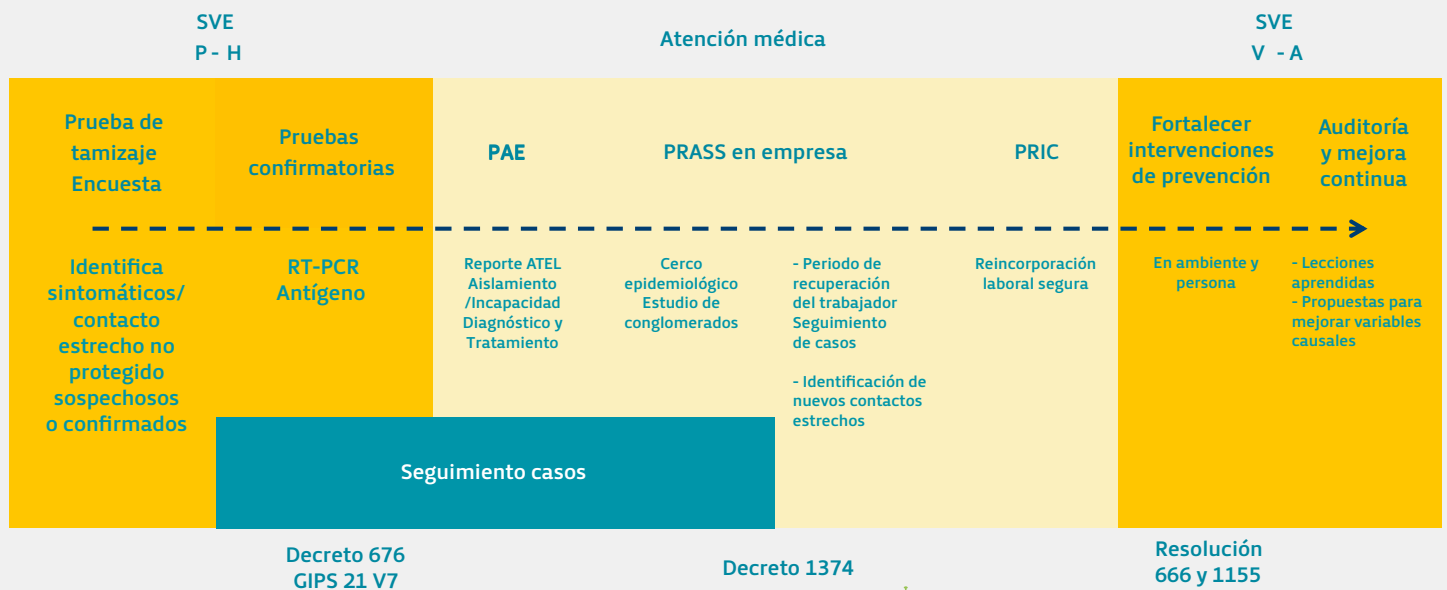 SVE
P - H
Atención médica
SVE
V - A
Prueba de
tamizaje
Encuesta
Pruebas
confirmatorias
PAE
PRASS en empresa
PRIC
Fortalecer
intervenciones
de prevención
Auditoría
y mejora
continua
Identifica
sintomáticos/
contacto
estrecho no
protegido
sospechosos
o confirmados
RT-PCR
Antígeno
Reporte ATEL
Aislamiento
/Incapacidad
Diagnóstico y
Tratamiento
Cerco
epidemiológico
Estudio de
conglomerados
- Periodo de
recuperación
del trabajador
Seguimiento
de casos
- Identificación de
nuevos contactos
estrechos
Reincorporación
laboral segura
En ambiente y
persona
- Lecciones
aprendidas
- Propuestas para
mejorar variables
causales
Seguimiento casos
Decreto 676
GIPS 21 V7
Decreto 1374
Resolución
666 y 1155